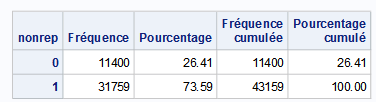 nonrep Fréquence Pourcentage Fréquence cumulée Pourcentage cumulé
0 11400 26.41 11400 26.41
1 31759 73.59 43159 100.00